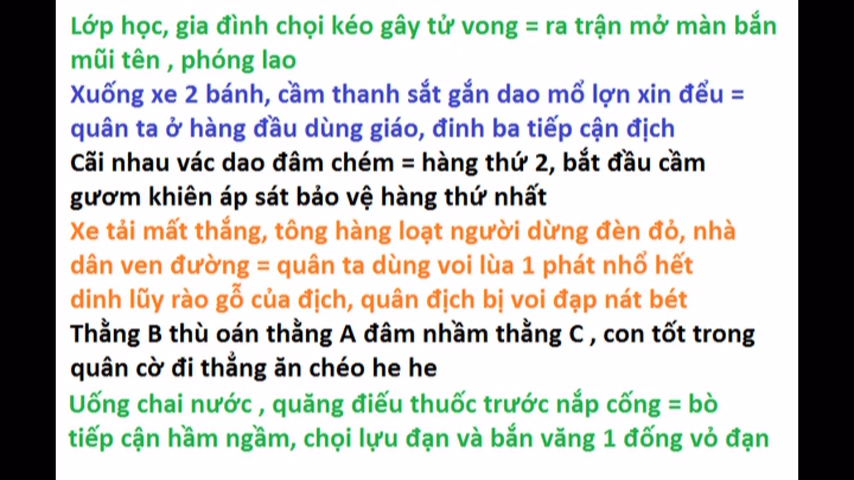 Lớp học, gia đình chọi kéo gây tử vong = ra trận mở màn bắn
mũi tên , phóng lao
Xuống xe 2 bánh, cầm thanh sắt gắn dao mổ lợn xin đểu =
quân ta ở hàng đầu dùng giáo, đinh ba tiếp cận địch
Cãi nhau vác dao đâm chém = hàng thứ 2, bắt đầu cầm
gươm khiên áp sát bảo vệ hàng thứ nhất
Xe tải mất thắng, tông hàng loạt người dừng đèn đỏ, nhà
dân ven đường = quân ta dùng voi lùa 1 phát nhổ hết
dinh lũy rào gỗ của địch, quân địch bị voi đạp nát bét
Thằng B thù oán thằng A đâm nhầm thằng C , con tốt trong
quân cờ đi thẳng ăn chéo he he
Uống chai nước , quăng điếu thuốc trước nắp cống = bò
tiếp cận hầm ngầm, chọi lựu đạn và bắn văng 1 đống vỏ đạn